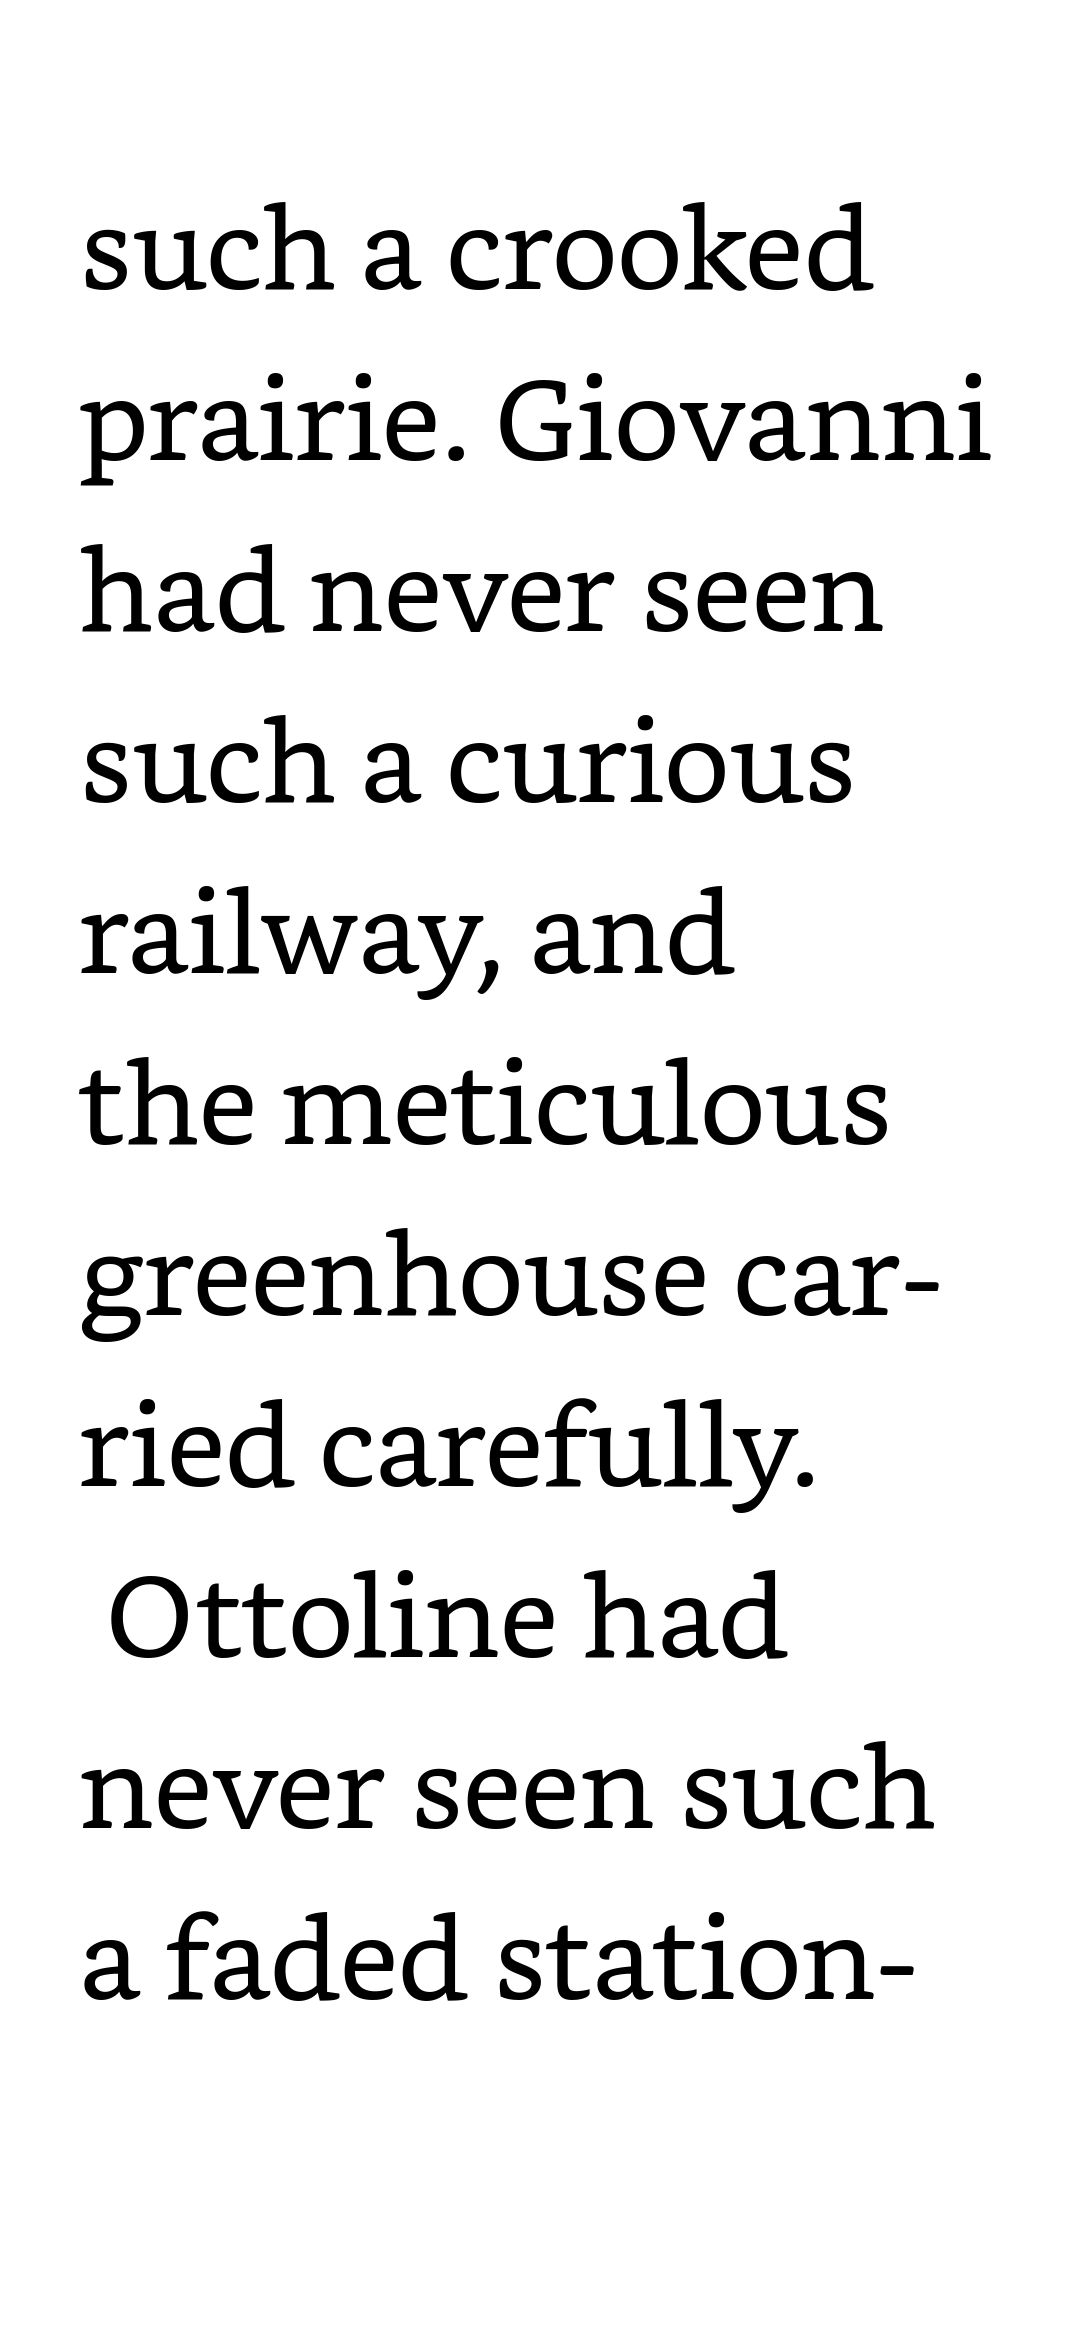 such a crooked
prairie. Giovanni
had never seen
such a curious
railway, and
the meticulous
greenhouse car-
ried carefully.
Ottoline had
never seen such
a faded station-